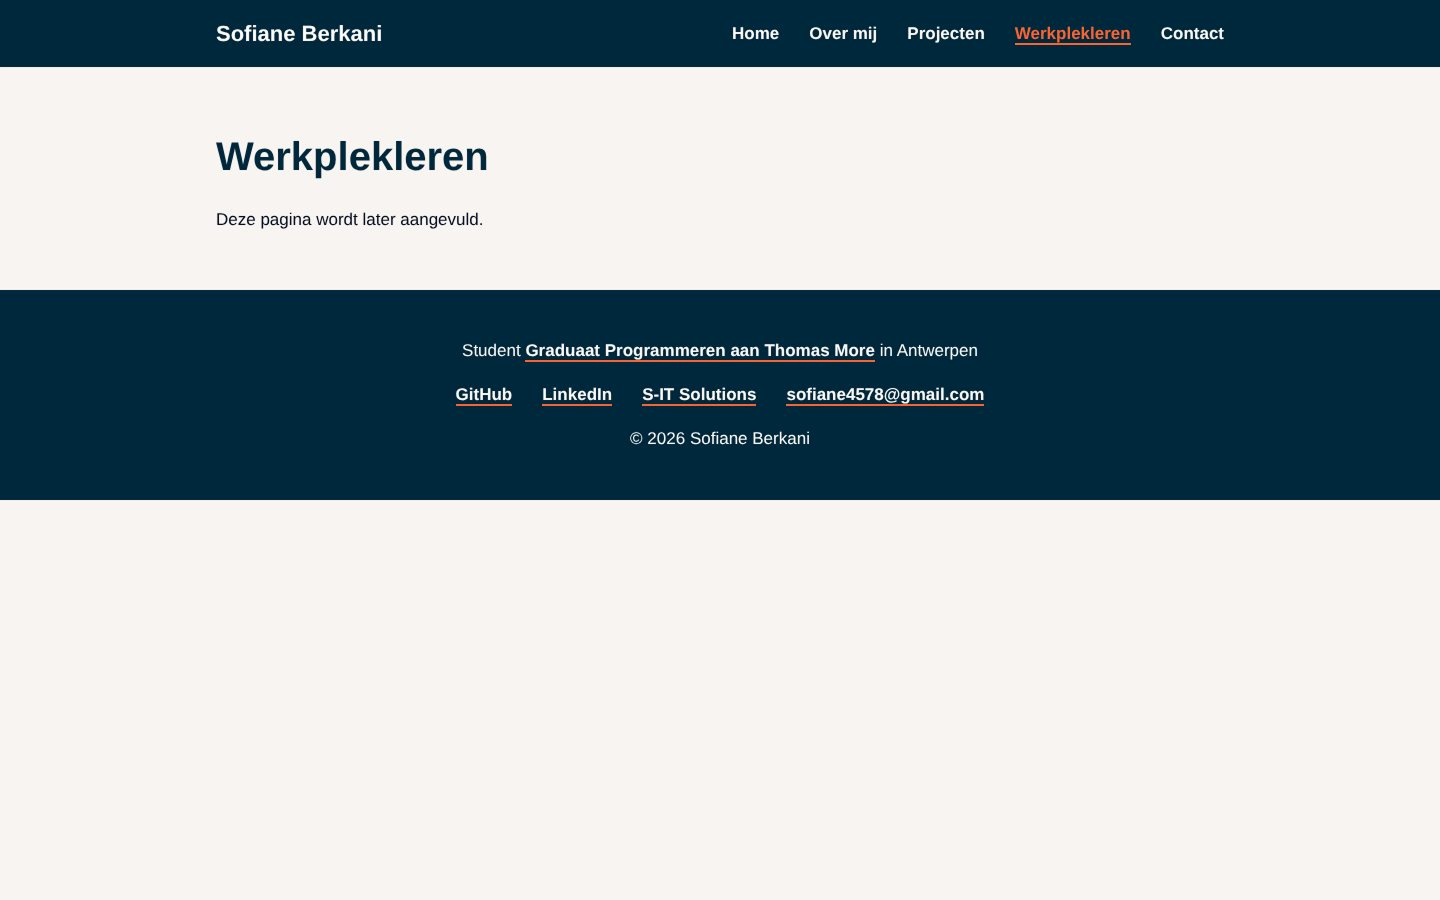 Sofiane Berkani
Home Over mij Projecten Werkplekleren Contact
Werkplekleren
Deze pagina wordt later aangevuld.
Student Graduaat Programmeren aan Thomas More in Antwerpen
GitHub LinkedIn S-IT Solutions sofiane4578@gmail.com
© 2026 Sofiane Berkani